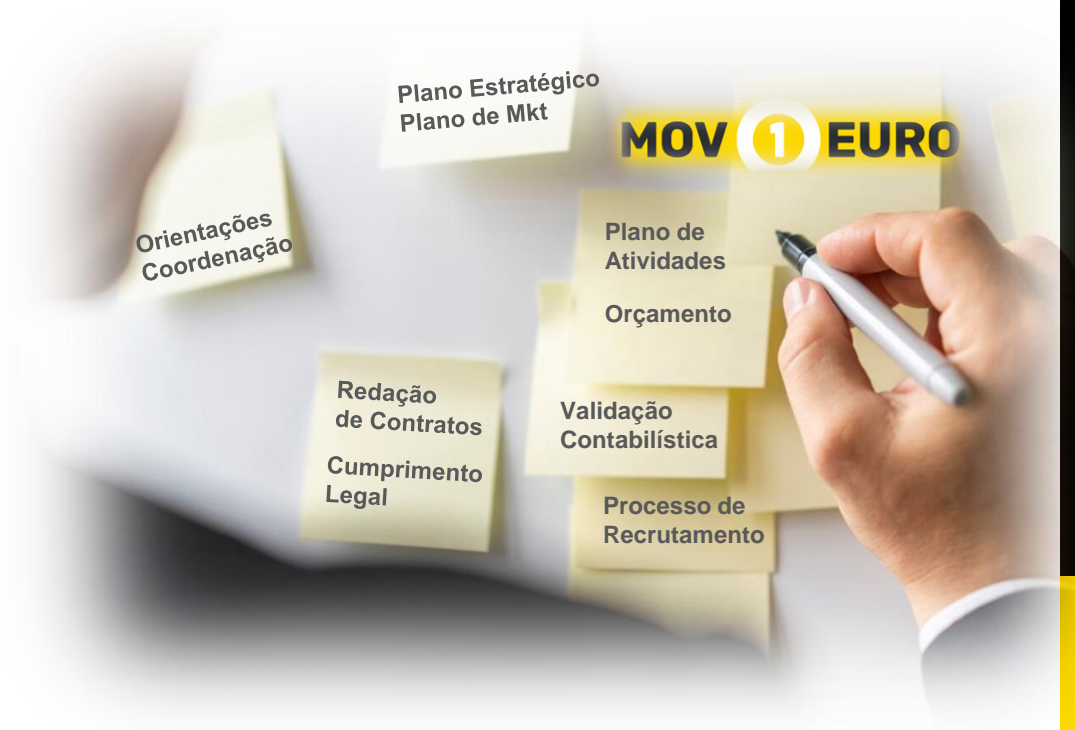 Plano Estratégico
Plano de Mkt
MOV 1 EURO
Orientações
Coordenação
Plano de
Atividades
Orçamento
Redação
de Contratos
Cumprimento
Legal
Validação
Contabilística
Processo de
Recrutamento